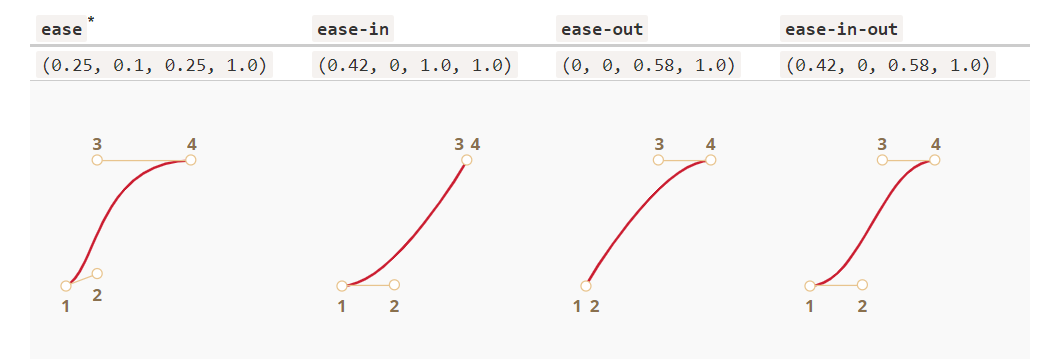 ease* ease-in ease-out ease-in-out
(0.25, 0.1, 0.25, 1.0) (0.42, 0, 1.0, 1.0) (0, 0, 0.58, 1.0) (0.42, 0, 0.58, 1.0)
3 4 3 4 3 4 3 4
1 2 1 2 1 2 1 2